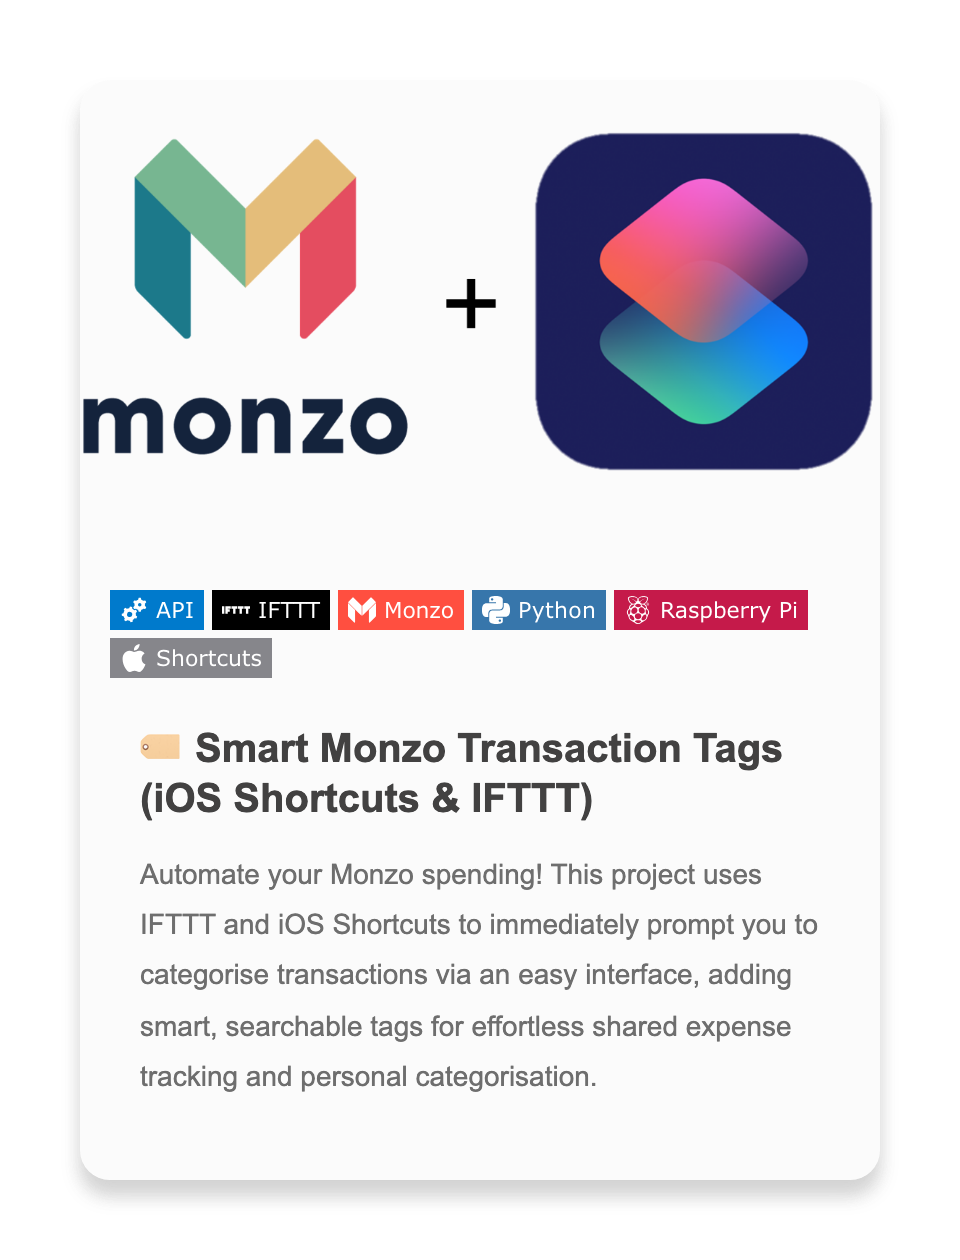 monzo
+
API IFTTT IFTTT Monzo Python Raspberry Pi
Shortcuts
🏷️ Smart Monzo Transaction Tags
(iOS Shortcuts & IFTTT)
Automate your Monzo spending! This project uses
IFTTT and iOS Shortcuts to immediately prompt you to
categorise transactions via an easy interface, adding
smart, searchable tags for effortless shared expense
tracking and personal categorisation.